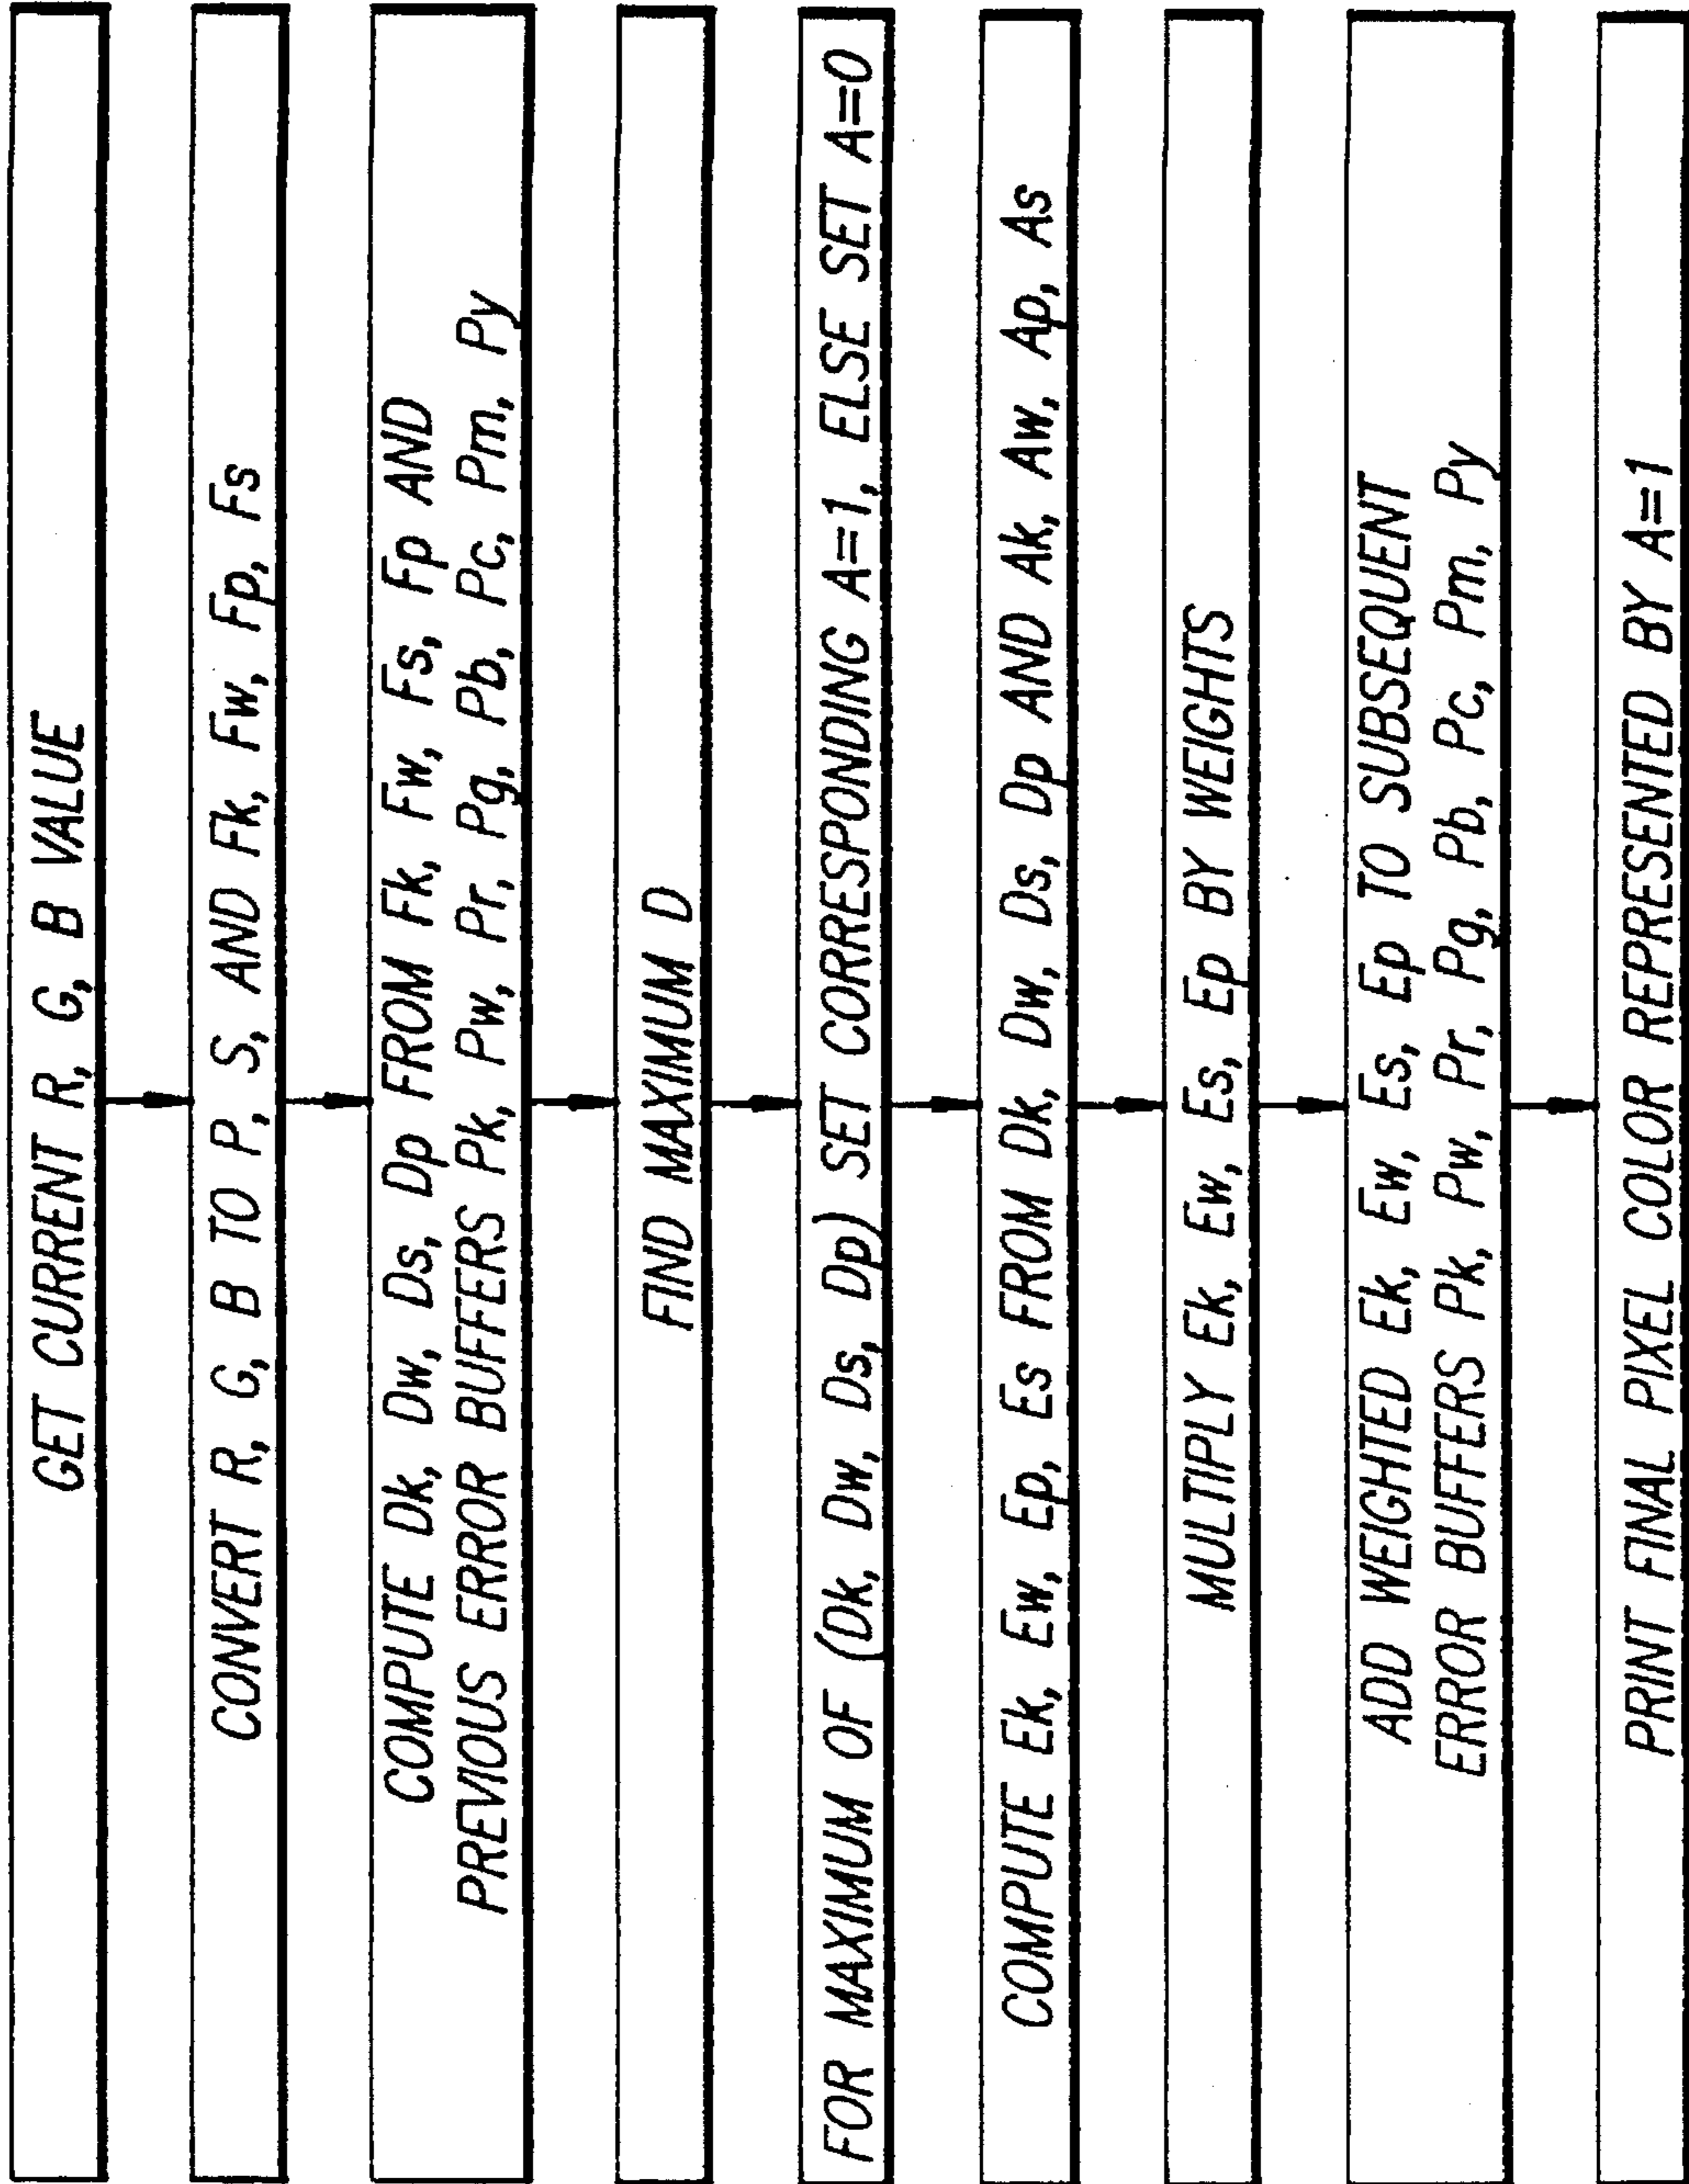 GET CURRENT R, G, B VALUE
CONVERT R, G, B TO P, S, AND Fk, Fw, Fp, Fs
COMPUTE Dk, Dw, Ds, Dp FROM Fk, Fw, Fs, Fp AND
PREVIOUS ERROR BUFFERS Pk, Pw, Pr, Pg, Pb, Pc, Pm, Py
FIND MAXIMUM D
FOR MAXIMUM OF (Dk, Dw, Ds, Dp) SET CORRESPONDING A=1, ELSE SET A=0
COMPUTE Ek, Ew, Ep, Es FROM Dk, Dw, Ds, Dp AND Ak, Aw, Ap, As
MULTIPLY Ek, Ew, Es, Ep BY WEIGHTS
ADD WEIGHTED Ek, Ew, Es, Ep TO SUBSEQUENT
ERROR BUFFERS Pk, Pw, Pr, Pg, Pb, Pc, Pm, Py
PRINT FINAL PIXEL COLOR REPRESENTED BY A=1